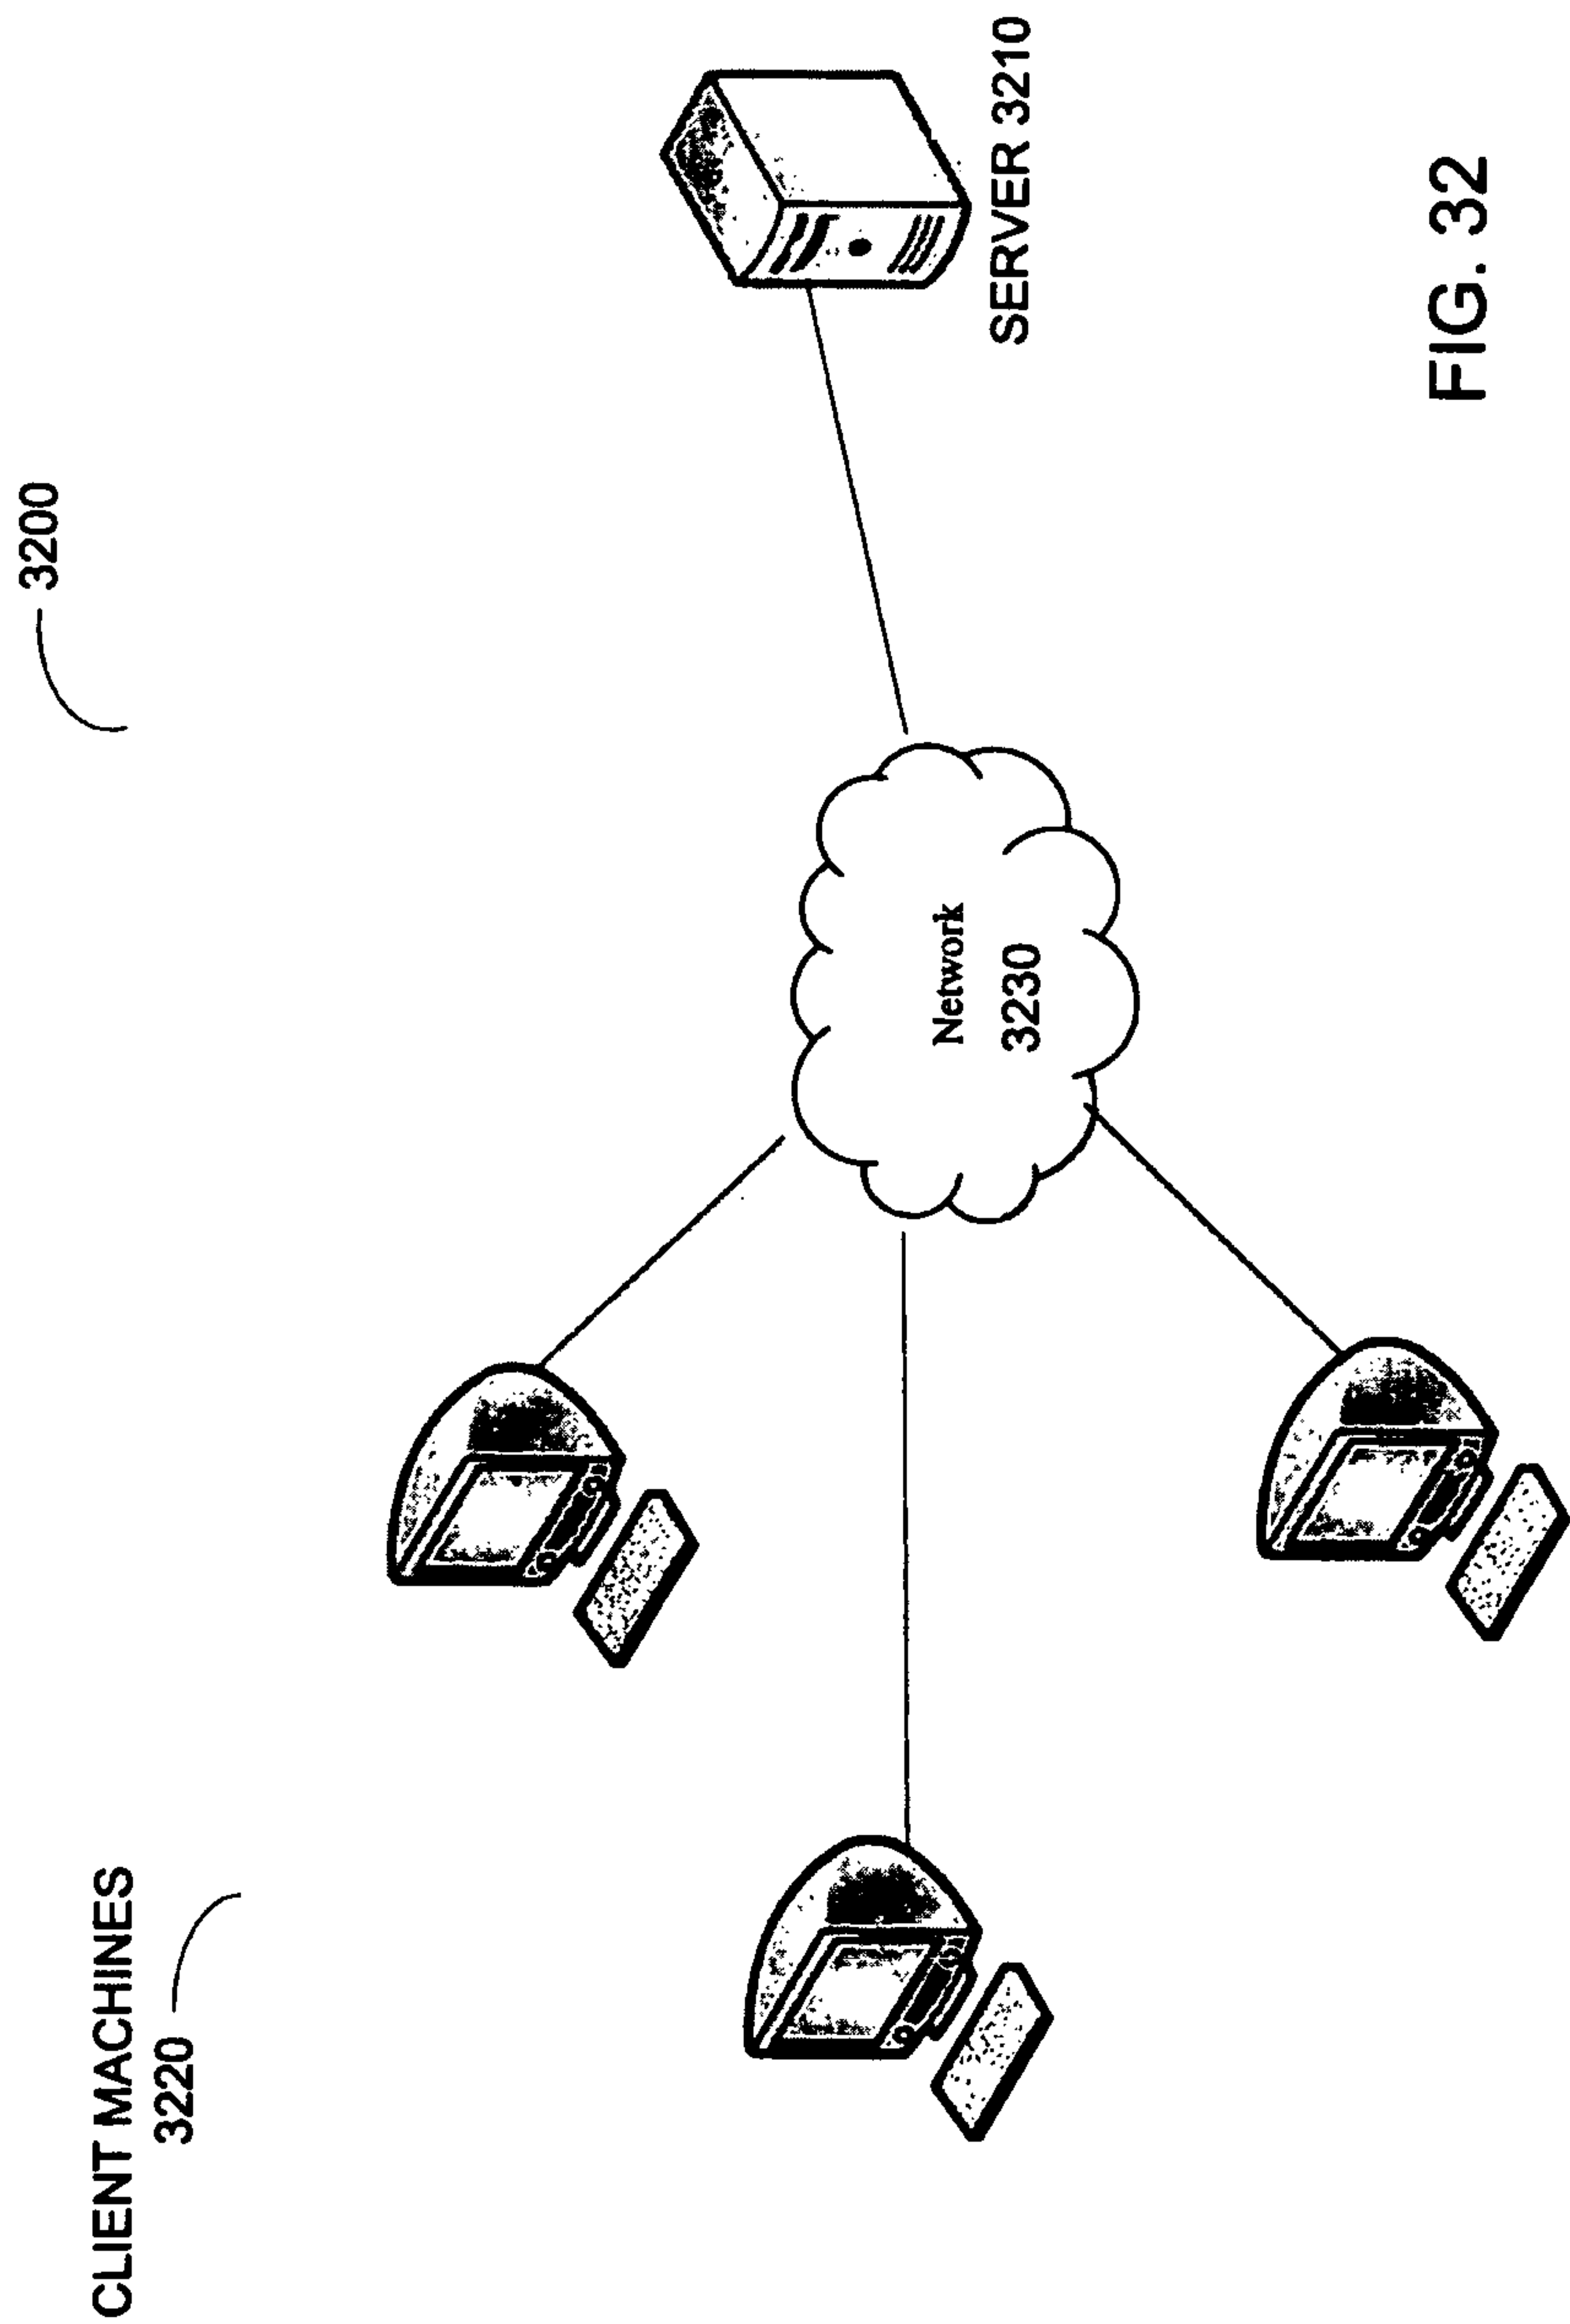 3200
CLIENT MACHINES
3220
Network
3230
SERVER 3210
FIG. 32